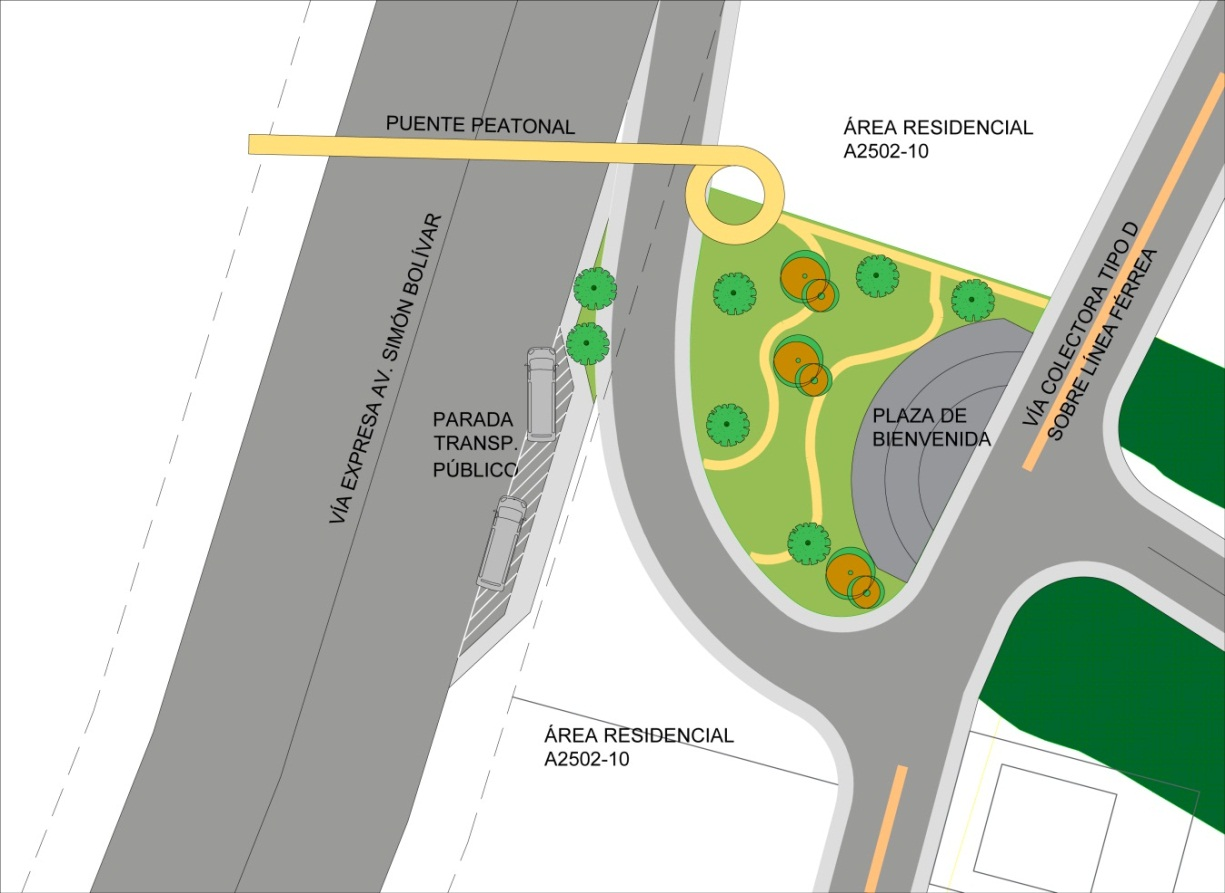 PUENTE PEATONAL
ÁREA RESIDENCIAL
A2502-10
VÍA EXPRESA AV. SIMÓN BOLÍVAR
VÍA COLECTORA TIPO D
SOBRE LÍNEA FÉRREA
PARADA
TRANSP.
PÚBLICO
PLAZA DE
BIENVENIDA
ÁREA RESIDENCIAL
A2502-10